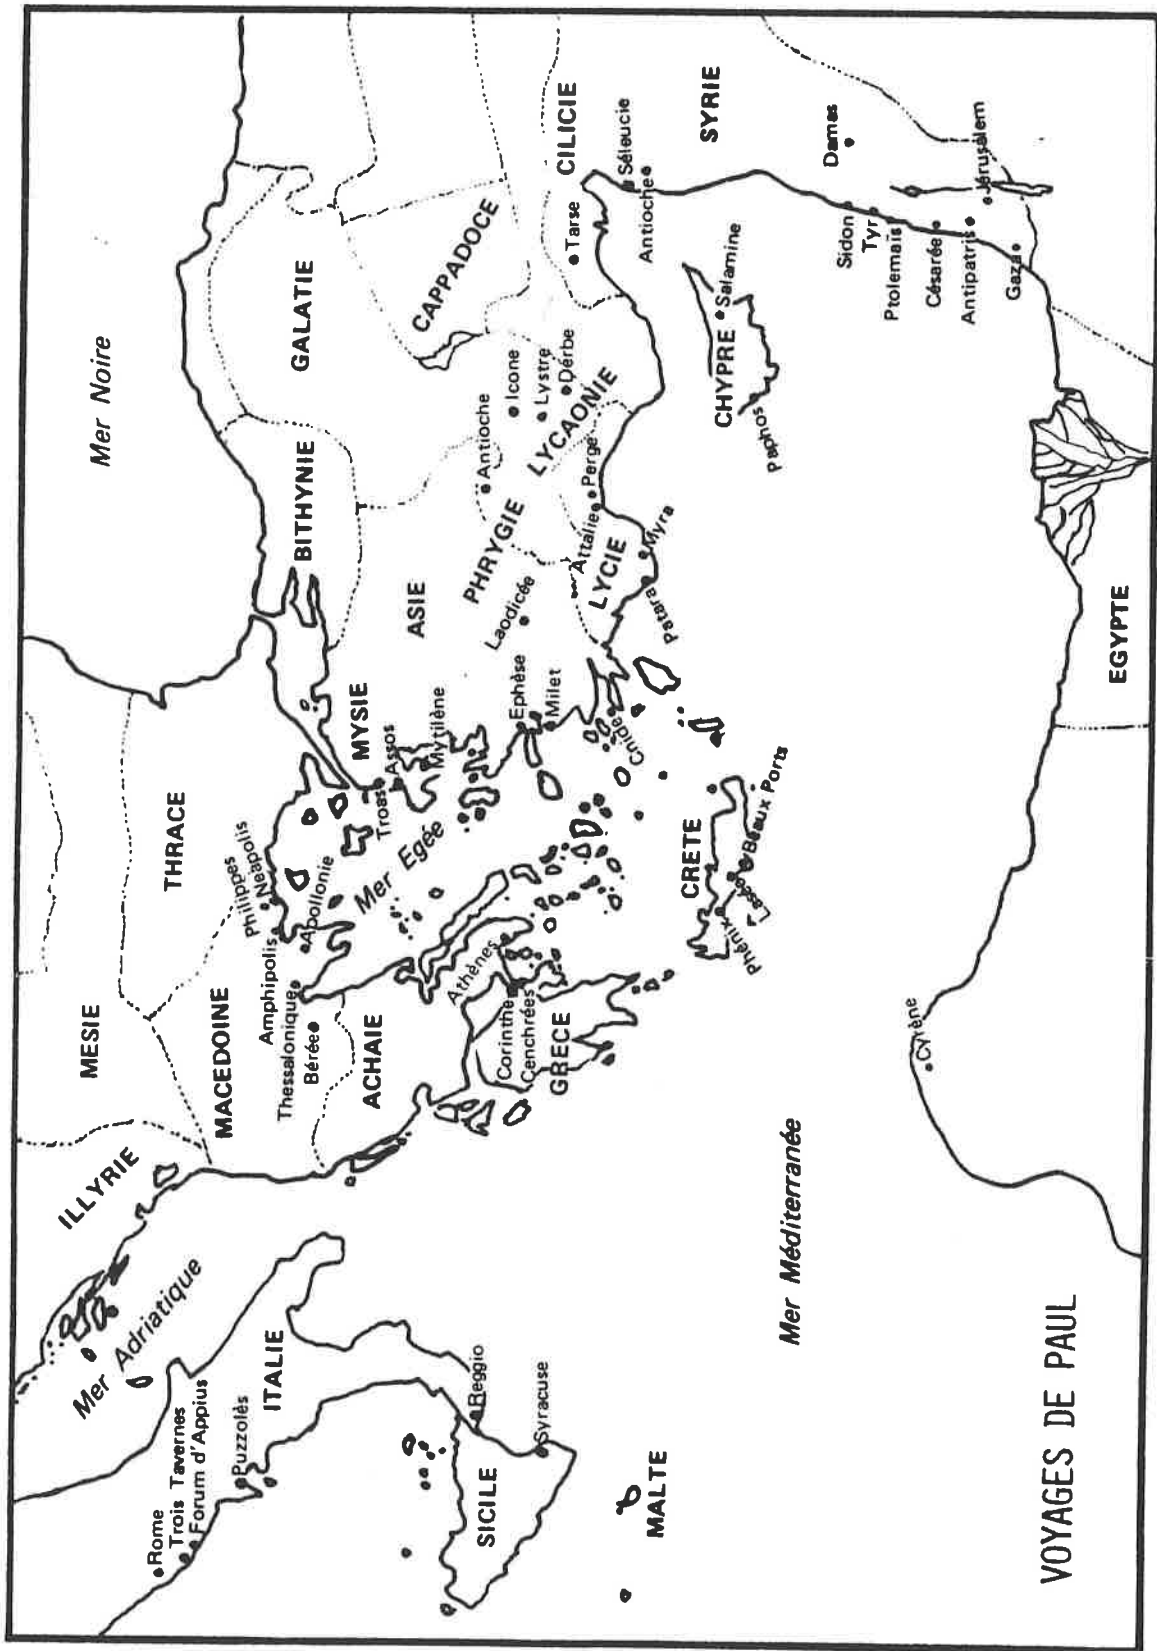 Mer Noire
MESIE
THRACE
ILLYRIE
MACEDOINE
Mer Adriatique
Rome
Trois Tavernes
Forum d'Appius
Puzzolès
ITALIE
Philippes
Néapolis
Amphipolis
Apollonie
Thessalonique
Bérée
ACHAIE
BITHYNIE
GALATIE
MYSIE
Troas
Assos
Mytilène
Mer Egée
ASIE
CAPPADOCE
PHRYGIE
Antioche
Icone
Lystre
Dérbe
LYCAONIE
Laodicée
Ephèse
Milet
Athènes
Corinthe
Cenchrées
GRECE
Reggio
Syracuse
SICILE
MALTE
Cnide
Attalie
Perge
LYCIE
Patara
Myra
CILICIE
Tarse
Séleucie
Antioche
SYRIE
CHYPRE
Salamine
Paphos
CRETE
Phénix
Laséa
Beaux Ports
Damas
Sidon
Tyr
Ptolemaïs
Césarée
Antipatris
Jérusalem
Gaza
Mer Méditerranée
Cyrène
EGYPTE
VOYAGES DE PAUL